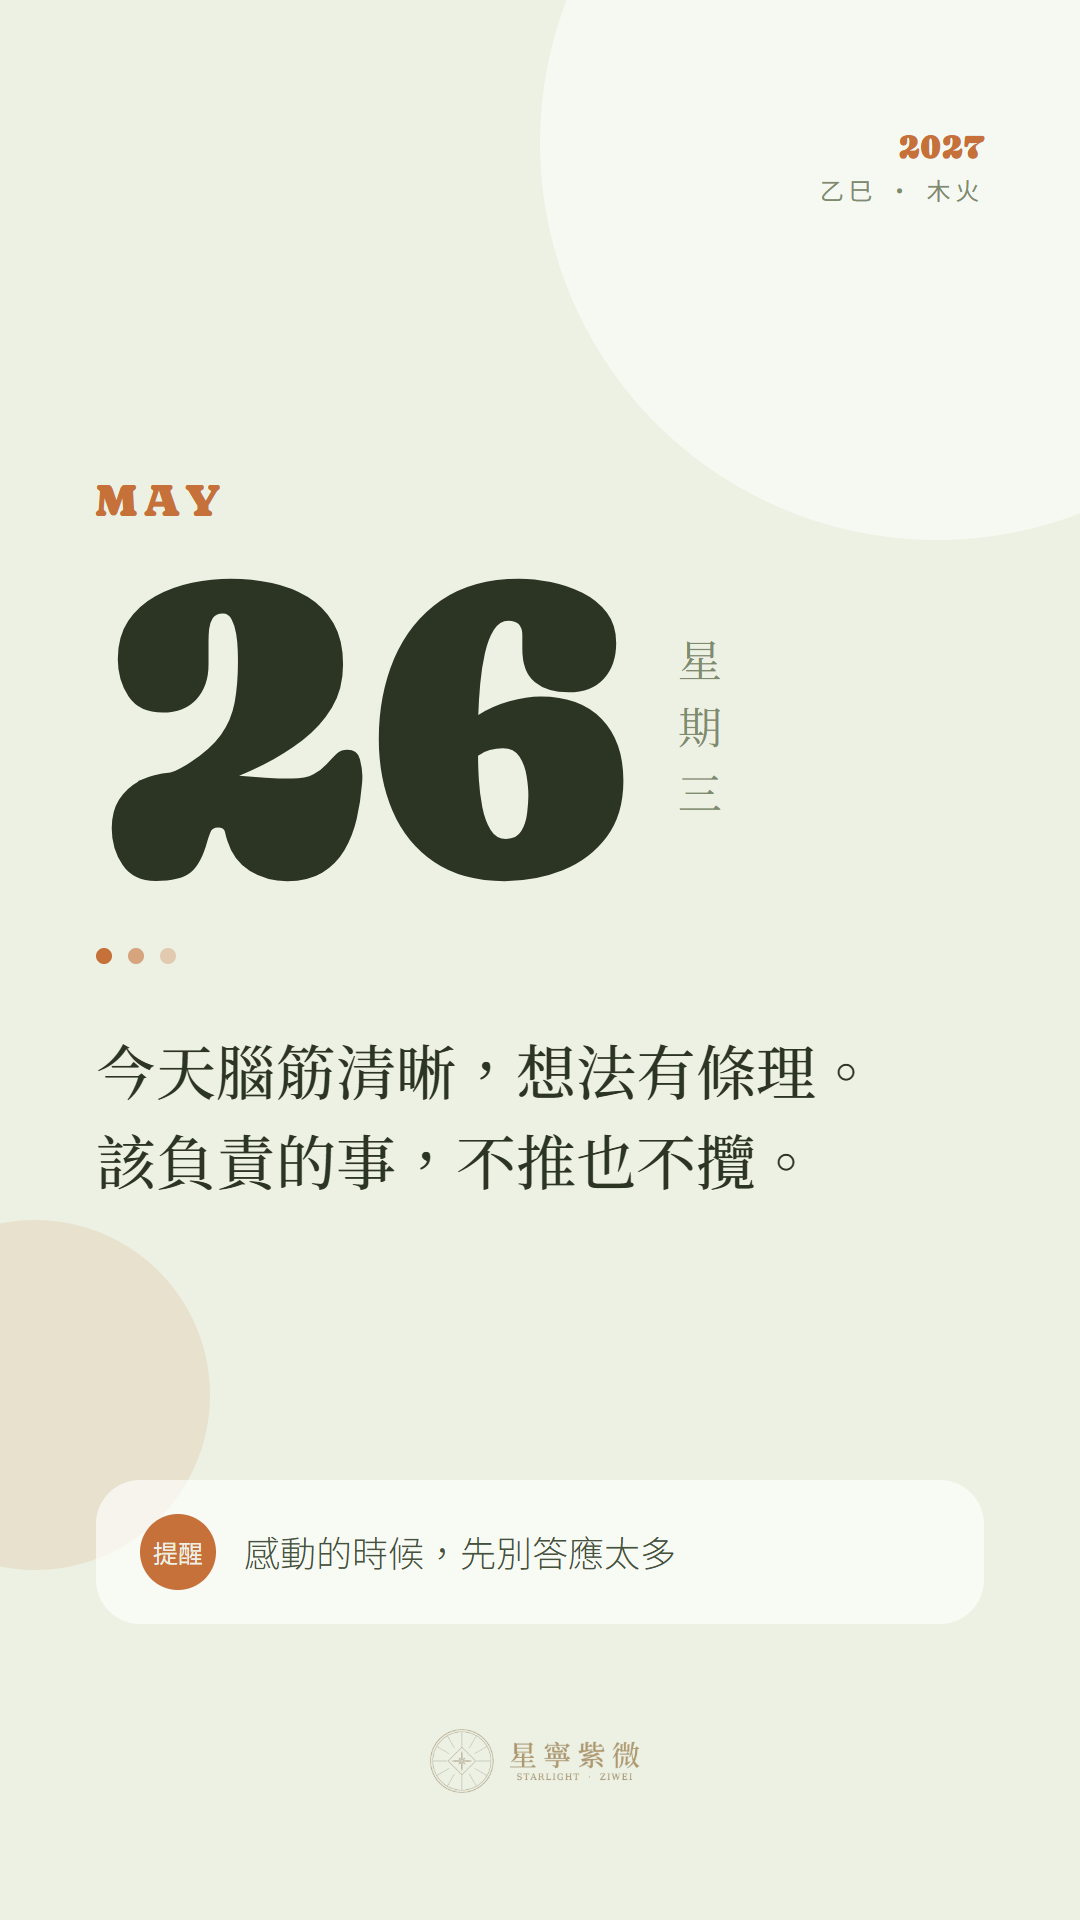 2027
乙巳 · 木火
MAY
26
星期三
今天腦筋清晰，想法有條理。
該負責的事，不推也不攬。
提醒
感動的時候，先別答應太多
星寧紫微
STARLIGHT · ZIWEI